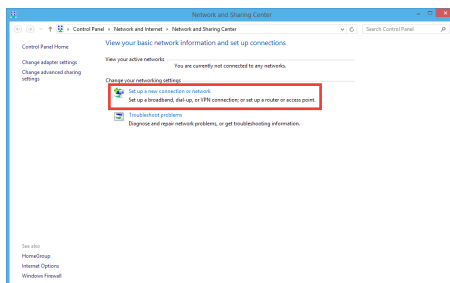 Network and Sharing Center
Control Panel
Network and Internet
Network and Sharing Center
Search Control Panel
Control Panel Home
Change adapter settings
Change advanced sharing
settings
View your basic network information and set up connections
View your active networks
You are currently not connected to any networks.
Change your networking settings
Set up a new connection or network
Set up a broadband, dial-up, or VPN connection; or set up a router or access point.
Troubleshoot problems
Diagnose and repair network problems, or get troubleshooting information.
See also
HomeGroup
Internet Options
Windows Firewall